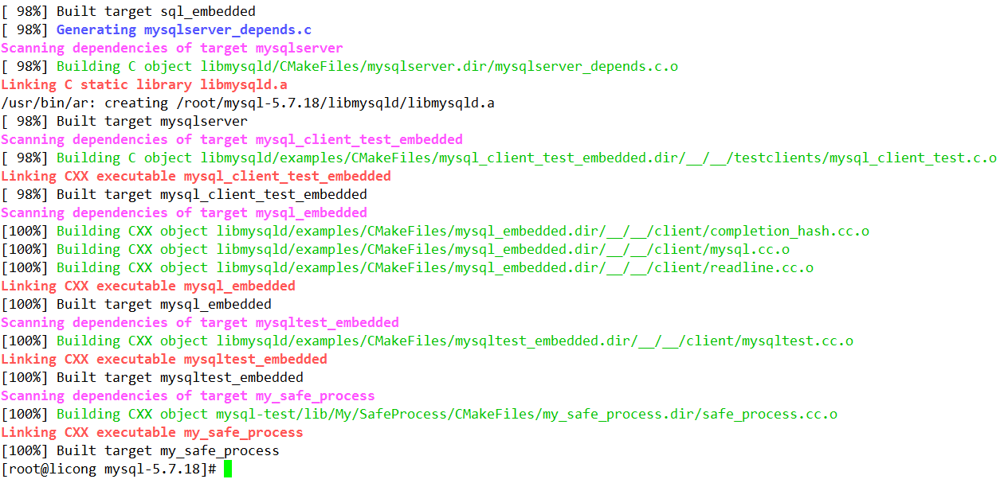 [ 98%] Built target sql_embedded
[ 98%] Generating mysqlserver_depends.c
Scanning dependencies of target mysqlserver
[ 98%] Building C object libmysqld/CMakeFiles/mysqlserver.dir/mysqlserver_depends.c.o
Linking C static library libmysqld.a
/usr/bin/ar: creating /root/mysql-5.7.18/libmysqld/libmysqld.a
[ 98%] Built target mysqlserver
Scanning dependencies of target mysql_client_test_embedded
[ 98%] Building C object libmysqld/examples/CMakeFiles/mysql_client_test_embedded.dir/__/__/testclients/mysql_client_test.c.o
Linking CXX executable mysql_client_test_embedded
[ 98%] Built target mysql_client_test_embedded
Scanning dependencies of target mysql_embedded
[100%] Building CXX object libmysqld/examples/CMakeFiles/mysql_embedded.dir/__/__/client/completion_hash.cc.o
[100%] Building CXX object libmysqld/examples/CMakeFiles/mysql_embedded.dir/__/__/client/mysql.cc.o
[100%] Building CXX object libmysqld/examples/CMakeFiles/mysql_embedded.dir/__/__/client/readline.cc.o
Linking CXX executable mysql_embedded
[100%] Built target mysql_embedded
Scanning dependencies of target mysqltest_embedded
[100%] Building CXX object libmysqld/examples/CMakeFiles/mysqltest_embedded.dir/__/__/client/mysqltest.cc.o
Linking CXX executable mysqltest_embedded
[100%] Built target mysqltest_embedded
Scanning dependencies of target my_safe_process
[100%] Building CXX object mysql-test/lib/My/SafeProcess/CMakeFiles/my_safe_process.dir/safe_process.cc.o
Linking CXX executable my_safe_process
[100%] Built target my_safe_process
[root@licong mysql-5.7.18]#